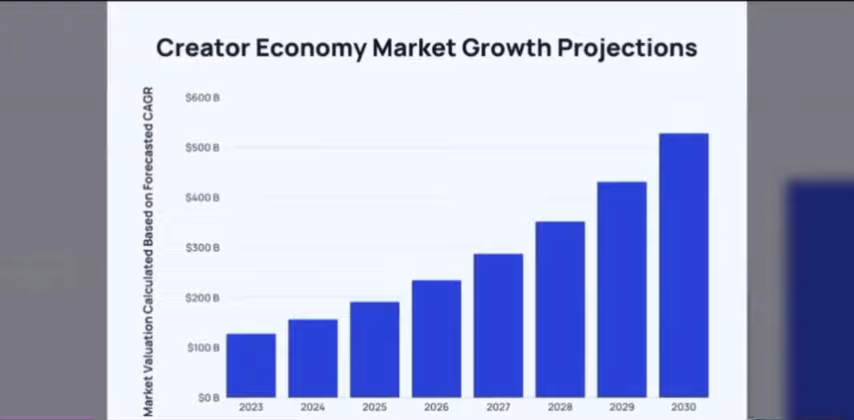 Creator Economy Market Growth Projections
Market Valuation Calculated Based on Forecasted CAGR
$600 B
$500 B
$400 B
$300 B
$200 B
$100 B
$0 B
2023 2024 2025 2026 2027 2028 2029 2030